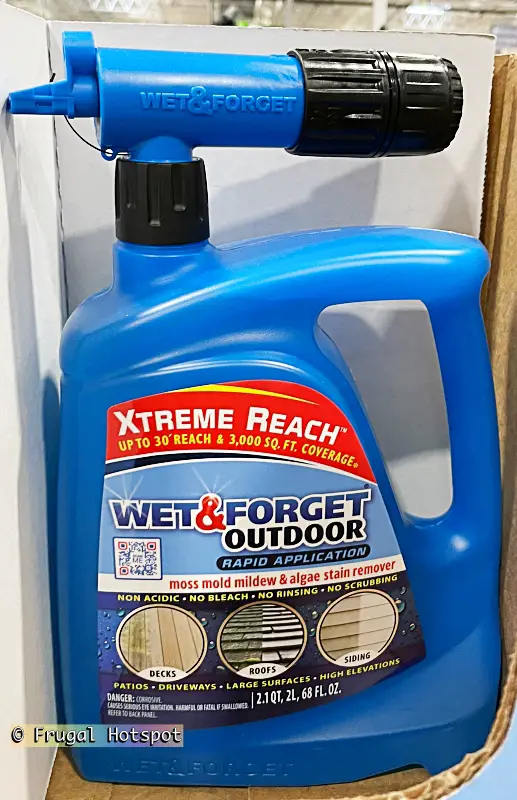 WET&FORGET
XTREME REACH™
UP TO 30' REACH & 3,000 SQ. FT. COVERAGE®
WET&FORGET®
OUTDOOR
RAPID APPLICATION
moss mold mildew & algae stain remover
NON ACIDIC • NO BLEACH • NO RINSING • NO SCRUBBING
DECKS
ROOFS
SIDING
PATIOS • DRIVEWAYS • LARGE SURFACES • HIGH ELEVATIONS
DANGER: CORROSIVE.
CAUSES SERIOUS EYE IRRITATION. HARMFUL OR FATAL IF SWALLOWED.
REFER TO BACK PANEL.
2.1 QT, 2L, 68 FL. OZ.
© Frugal Hotspot
WET&FORGET